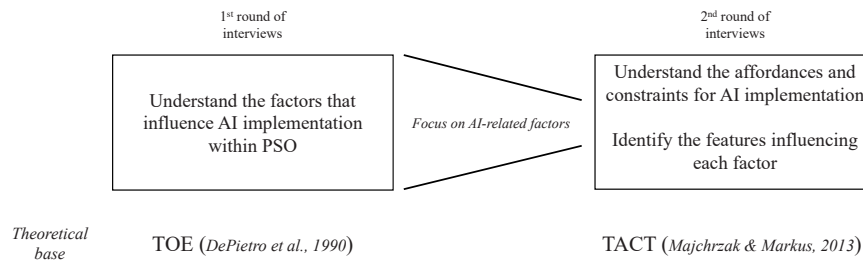 1st round of
interviews
2nd round of
interviews
Understand the factors that
influence AI implementation
within PSO
Focus on AI-related factors
Understand the affordances and
constraints for AI implementation
Identify the features influencing
each factor
Theoretical
base
TOE (DePietro et al., 1990)
TACT (Majchrzak & Markus, 2013)